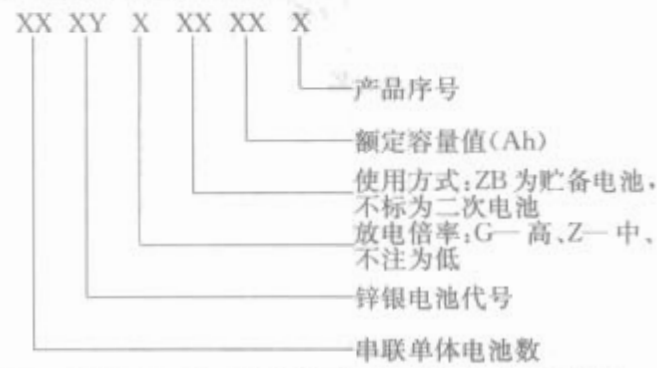 XX XY X XX XX X
产品序号
额定容量值(Ah)
使用方式:ZB为贮备电池,
不标为二次电池
放电倍率:G—高、Z—中、
不注为低
锌银电池代号
串联单体电池数